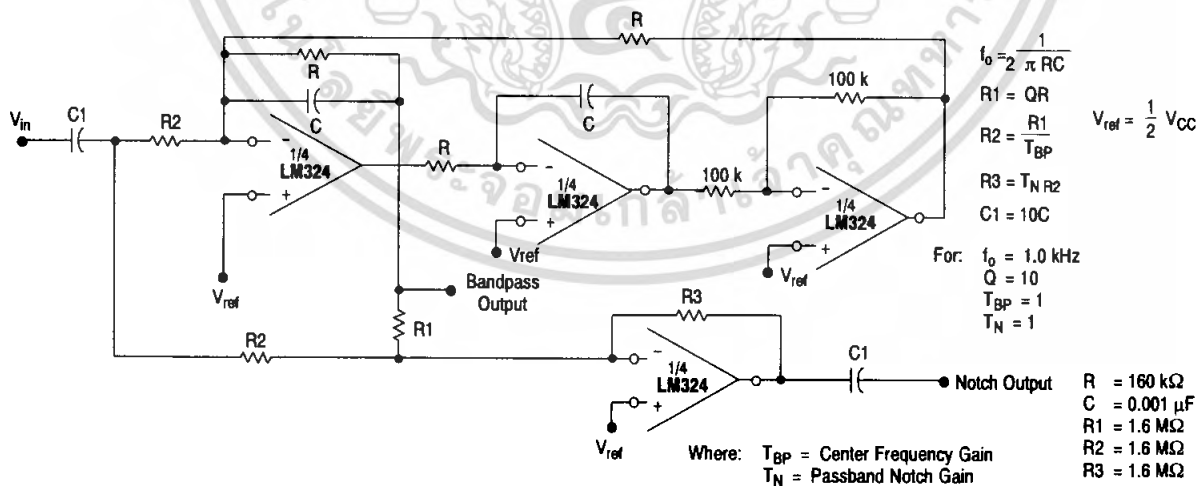 R
R
C
V_in
C1
R2
–
+
1/4
LM324
V_ref
R
C
–
+
1/4
LM324
Vref
100 k
100 k
–
+
1/4
LM324
V_ref
Bandpass
Output
R1
R2
R3
–
+
1/4
LM324
V_ref
C1
Notch Output
f_o = 1 / 2 π RC
R1 = QR
R2 = R1 / T_BP
R3 = T_N R2
C1 = 10C
V_ref = 1/2 V_CC
For: f_o = 1.0 kHz
Q = 10
T_BP = 1
T_N = 1
R = 160 kΩ
C = 0.001 μF
R1 = 1.6 MΩ
R2 = 1.6 MΩ
R3 = 1.6 MΩ
Where: T_BP = Center Frequency Gain
T_N = Passband Notch Gain